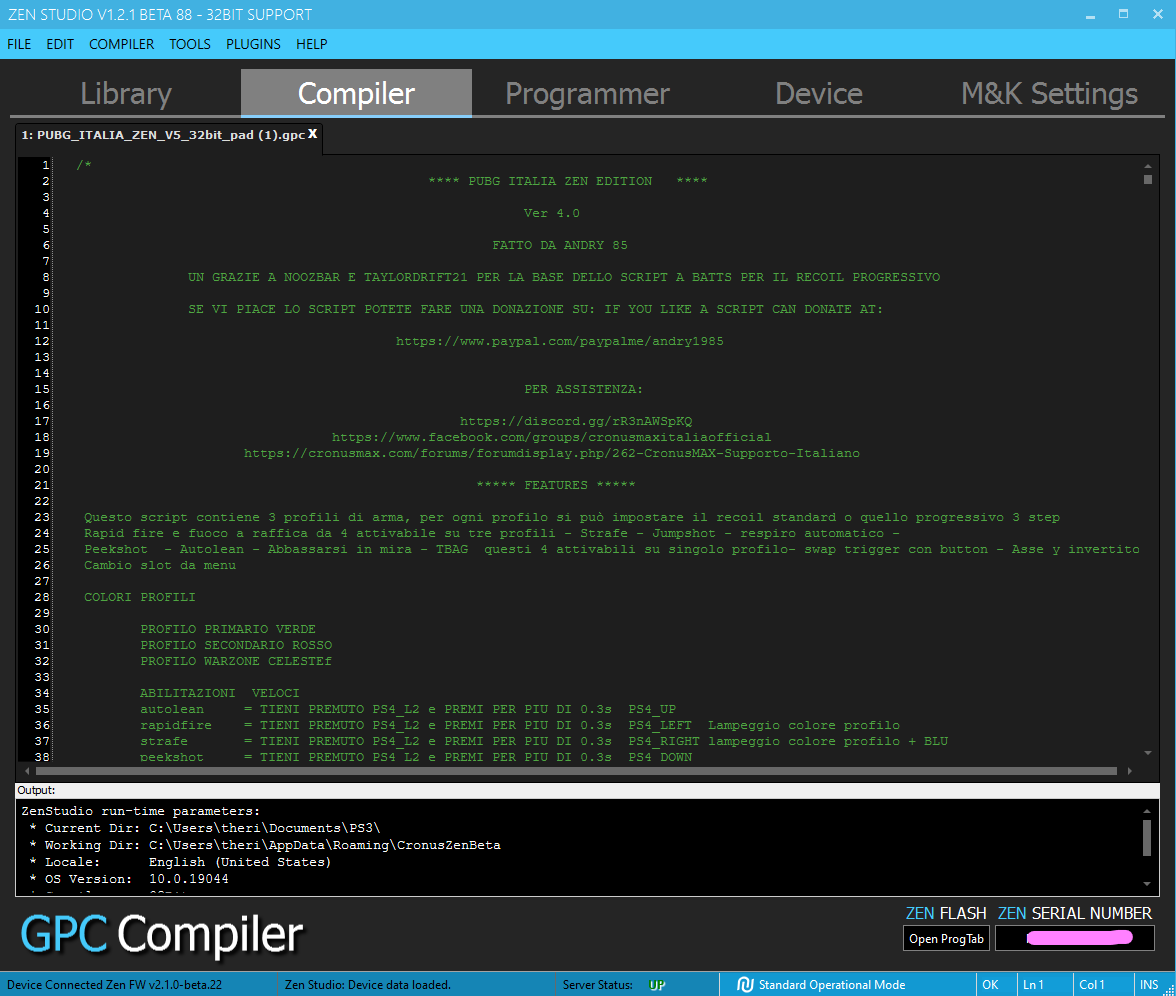 ZEN STUDIO V1.2.1 BETA 88 - 32BIT SUPPORT
FILE EDIT COMPILER TOOLS PLUGINS HELP
Library Compiler Programmer Device M&K Settings
1: PUBG_ITALIA_ZEN_V5_32bit_pad (1).gpc X
1 /*
2 **** PUBG ITALIA ZEN EDITION ****
3
4 Ver 4.0
5
6 FATTO DA ANDRY 85
7
8 UN GRAZIE A NOOZBAR E TAYLORDRIFT21 PER LA BASE DELLO SCRIPT A BATTS PER IL RECOIL PROGRESSIVO
9
10 SE VI PIACE LO SCRIPT POTETE FARE UNA DONAZIONE SU: IF YOU LIKE A SCRIPT CAN DONATE AT:
11
12 https://www.paypal.com/paypalme/andry1985
13
14
15 PER ASSISTENZA:
16
17 https://discord.gg/rR3nAWSpKQ
18 https://www.facebook.com/groups/cronusmaxitaliaofficial
19 https://cronusmax.com/forums/forumdisplay.php/262-CronusMAX-Supporto-Italiano
20
21 ***** FEATURES *****
22
23 Questo script contiene 3 profili di arma, per ogni profilo si può impostare il recoil standard o quello progressivo 3 step
24 Rapid fire e fuoco a raffica da 4 attivabile su tre profili - Strafe - Jumpshot - respiro automatico -
25 Peekshot - Autolean - Abbassarsi in mira - TBAG questi 4 attivabili su singolo profilo- swap trigger con button - Asse y invertito
26 Cambio slot da menu
27
28 COLORI PROFILI
29
30 PROFILO PRIMARIO VERDE
31 PROFILO SECONDARIO ROSSO
32 PROFILO WARZONE CELESTEf
33
34 ABILITAZIONI VELOCI
35 autolean = TIENI PREMUTO PS4_L2 e PREMI PER PIU DI 0.3s PS4_UP
36 rapidfire = TIENI PREMUTO PS4_L2 e PREMI PER PIU DI 0.3s PS4_LEFT Lampeggio colore profilo
37 strafe = TIENI PREMUTO PS4_L2 e PREMI PER PIU DI 0.3s PS4_RIGHT lampeggio colore profilo + BLU
38 peekshot = TIENI PREMUTO PS4_L2 e PREMI PER PIU DI 0.3s PS4_DOWN
Output:
ZenStudio run-time parameters:
* Current Dir: C:\Users\theri\Documents\PS3\
* Working Dir: C:\Users\theri\AppData\Roaming\CronusZenBeta
* Locale: English (United States)
* OS Version: 10.0.19044
GPC Compiler
ZEN FLASH ZEN SERIAL NUMBER
Open ProgTab
Device Connected Zen FW v2.1.0-beta.22 Zen Studio: Device data loaded. Server Status: UP Standard Operational Mode OK Ln 1 Col 1 INS